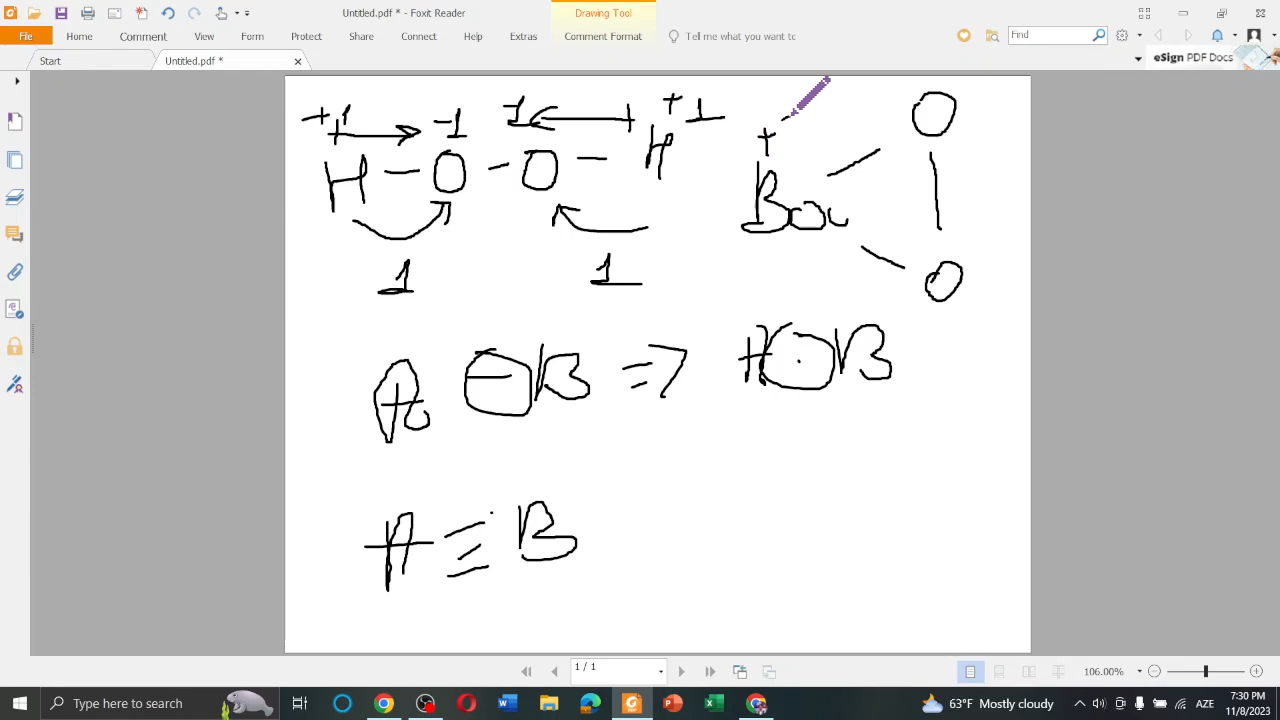 Untitled.pdf * - Foxit Reader
Drawing Tool
File
Home
Comment
View
Form
Protect
Share
Connect
Help
Extras
Comment Format
Tell me what you want to
Find
Start
Untitled.pdf *
eSign PDF Docs
+1 -1 -1 +1
H - O - O - H
1 1
+
Ba
O
O
A - B => A · B
A ≡ B
1 / 1
106.00%
Type here to search
63°F Mostly cloudy
AZE
7:30 PM
11/8/2023